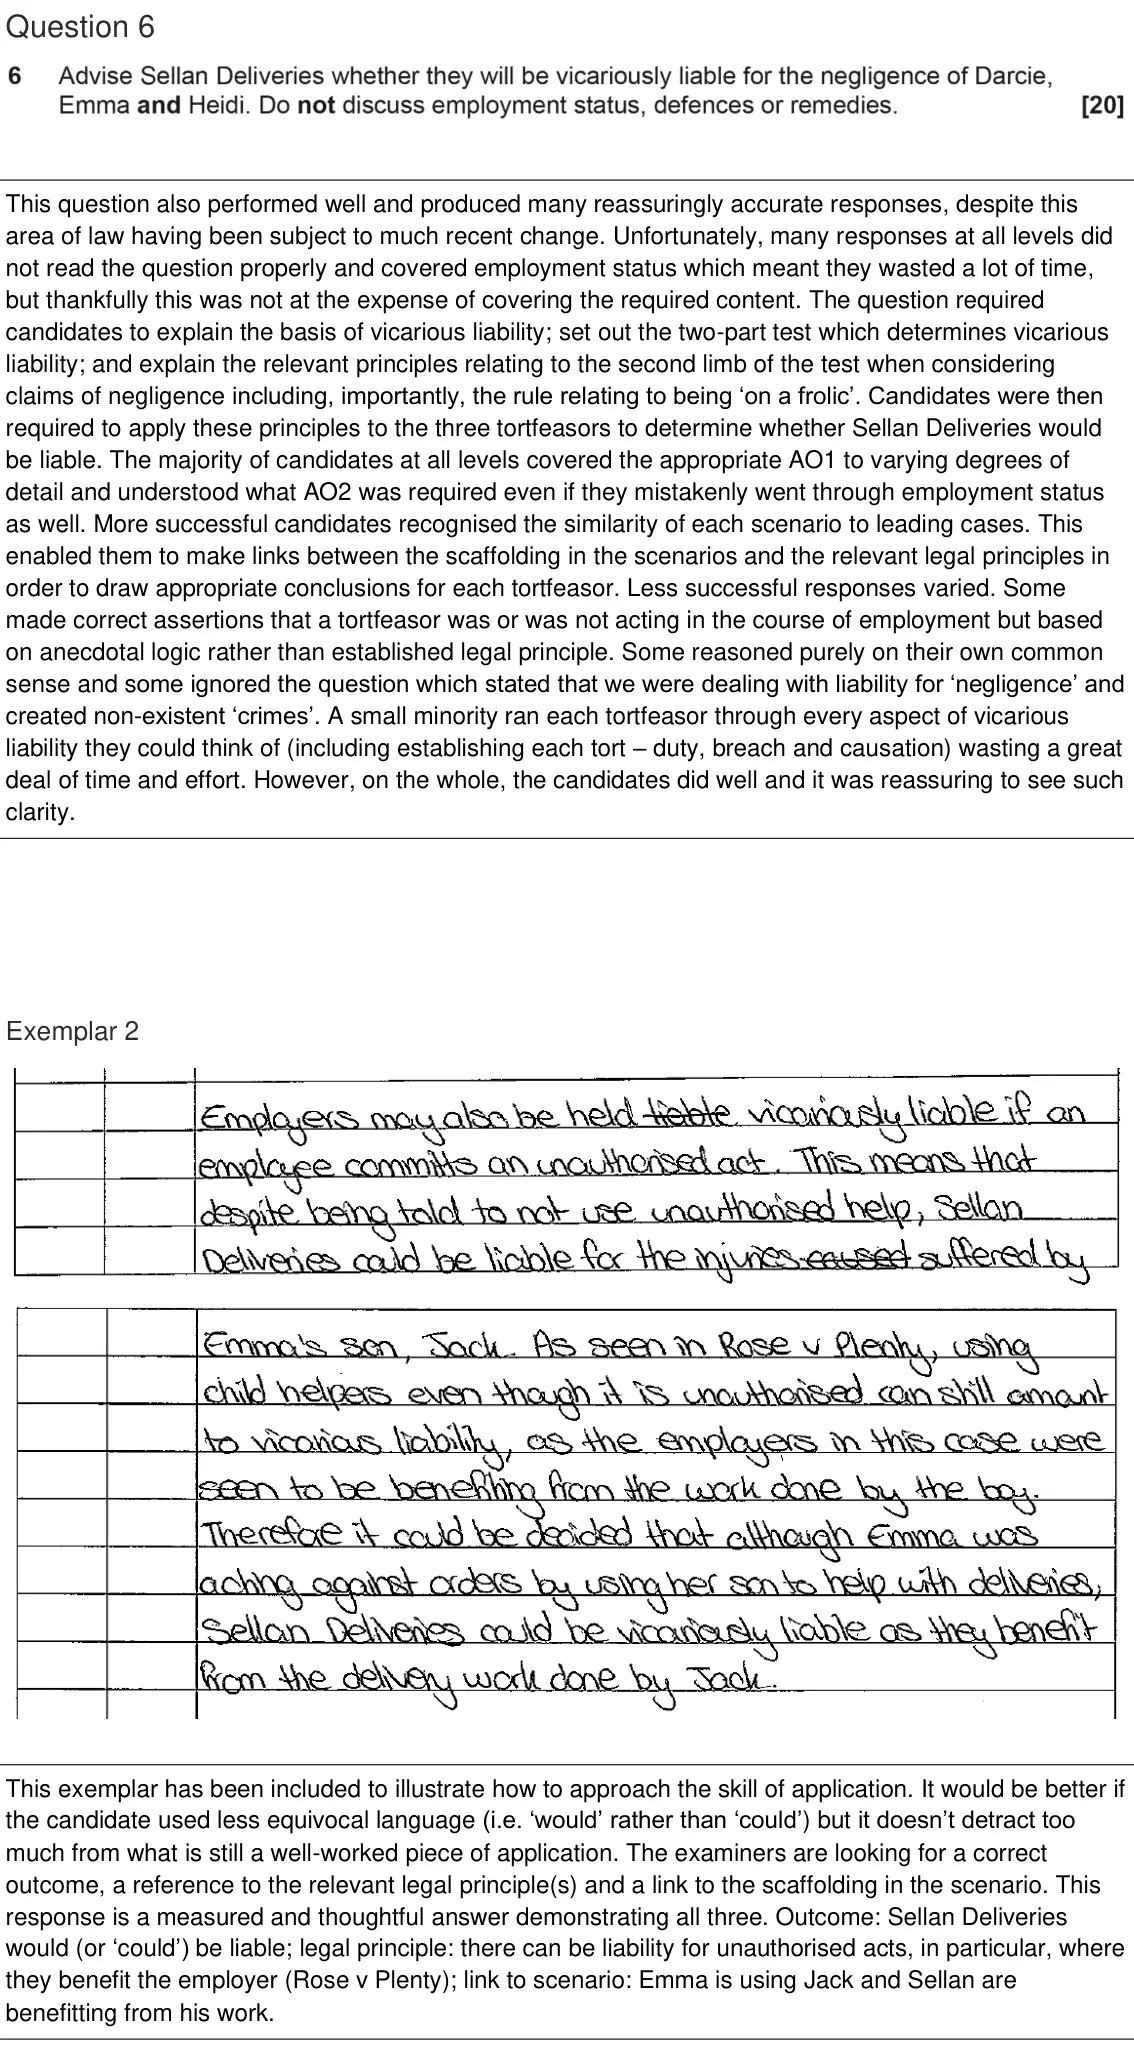 Question 6
6 Advise Sellan Deliveries whether they will be vicariously liable for the negligence of Darcie,
Emma and Heidi. Do not discuss employment status, defences or remedies. [20]
This question also performed well and produced many reassuringly accurate responses, despite this
area of law having been subject to much recent change. Unfortunately, many responses at all levels did
not read the question properly and covered employment status which meant they wasted a lot of time,
but thankfully this was not at the expense of covering the required content. The question required
candidates to explain the basis of vicarious liability; set out the two-part test which determines vicarious
liability; and explain the relevant principles relating to the second limb of the test when considering
claims of negligence including, importantly, the rule relating to being ‘on a frolic’. Candidates were then
required to apply these principles to the three tortfeasors to determine whether Sellan Deliveries would
be liable. The majority of candidates at all levels covered the appropriate AO1 to varying degrees of
detail and understood what AO2 was required even if they mistakenly went through employment status
as well. More successful candidates recognised the similarity of each scenario to leading cases. This
enabled them to make links between the scaffolding in the scenarios and the relevant legal principles in
order to draw appropriate conclusions for each tortfeasor. Less successful responses varied. Some
made correct assertions that a tortfeasor was or was not acting in the course of employment but based
on anecdotal logic rather than established legal principle. Some reasoned purely on their own common
sense and some ignored the question which stated that we were dealing with liability for ‘negligence’ and
created non-existent ‘crimes’. A small minority ran each tortfeasor through every aspect of vicarious
liability they could think of (including establishing each tort – duty, breach and causation) wasting a great
deal of time and effort. However, on the whole, the candidates did well and it was reassuring to see such
clarity.
Exemplar 2
Employers may also be held liable vicariously liable if an
employee committs an unauthorised act. This means that
despite being told to not use unauthorised help, Sellan
Deliveries could be liable for the injuries caused suffered by
Emma's son, Jack. As seen in Rose v Plenty, using
child helpers even though it is unauthorised can still amount
to vicarious liability, as the employers in this case were
seen to be benefiting from the work done by the boy.
Therefore it could be decided that although Emma was
acting against orders by using her son to help with deliveries,
Sellan Deliveries could be vicariously liable as they benefit
from the delivery work done by Jack.
This exemplar has been included to illustrate how to approach the skill of application. It would be better if
the candidate used less equivocal language (i.e. ‘would’ rather than ‘could’) but it doesn’t detract too
much from what is still a well-worked piece of application. The examiners are looking for a correct
outcome, a reference to the relevant legal principle(s) and a link to the scaffolding in the scenario. This
response is a measured and thoughtful answer demonstrating all three. Outcome: Sellan Deliveries
would (or ‘could’) be liable; legal principle: there can be liability for unauthorised acts, in particular, where
they benefit the employer (Rose v Plenty); link to scenario: Emma is using Jack and Sellan are
benefitting from his work.